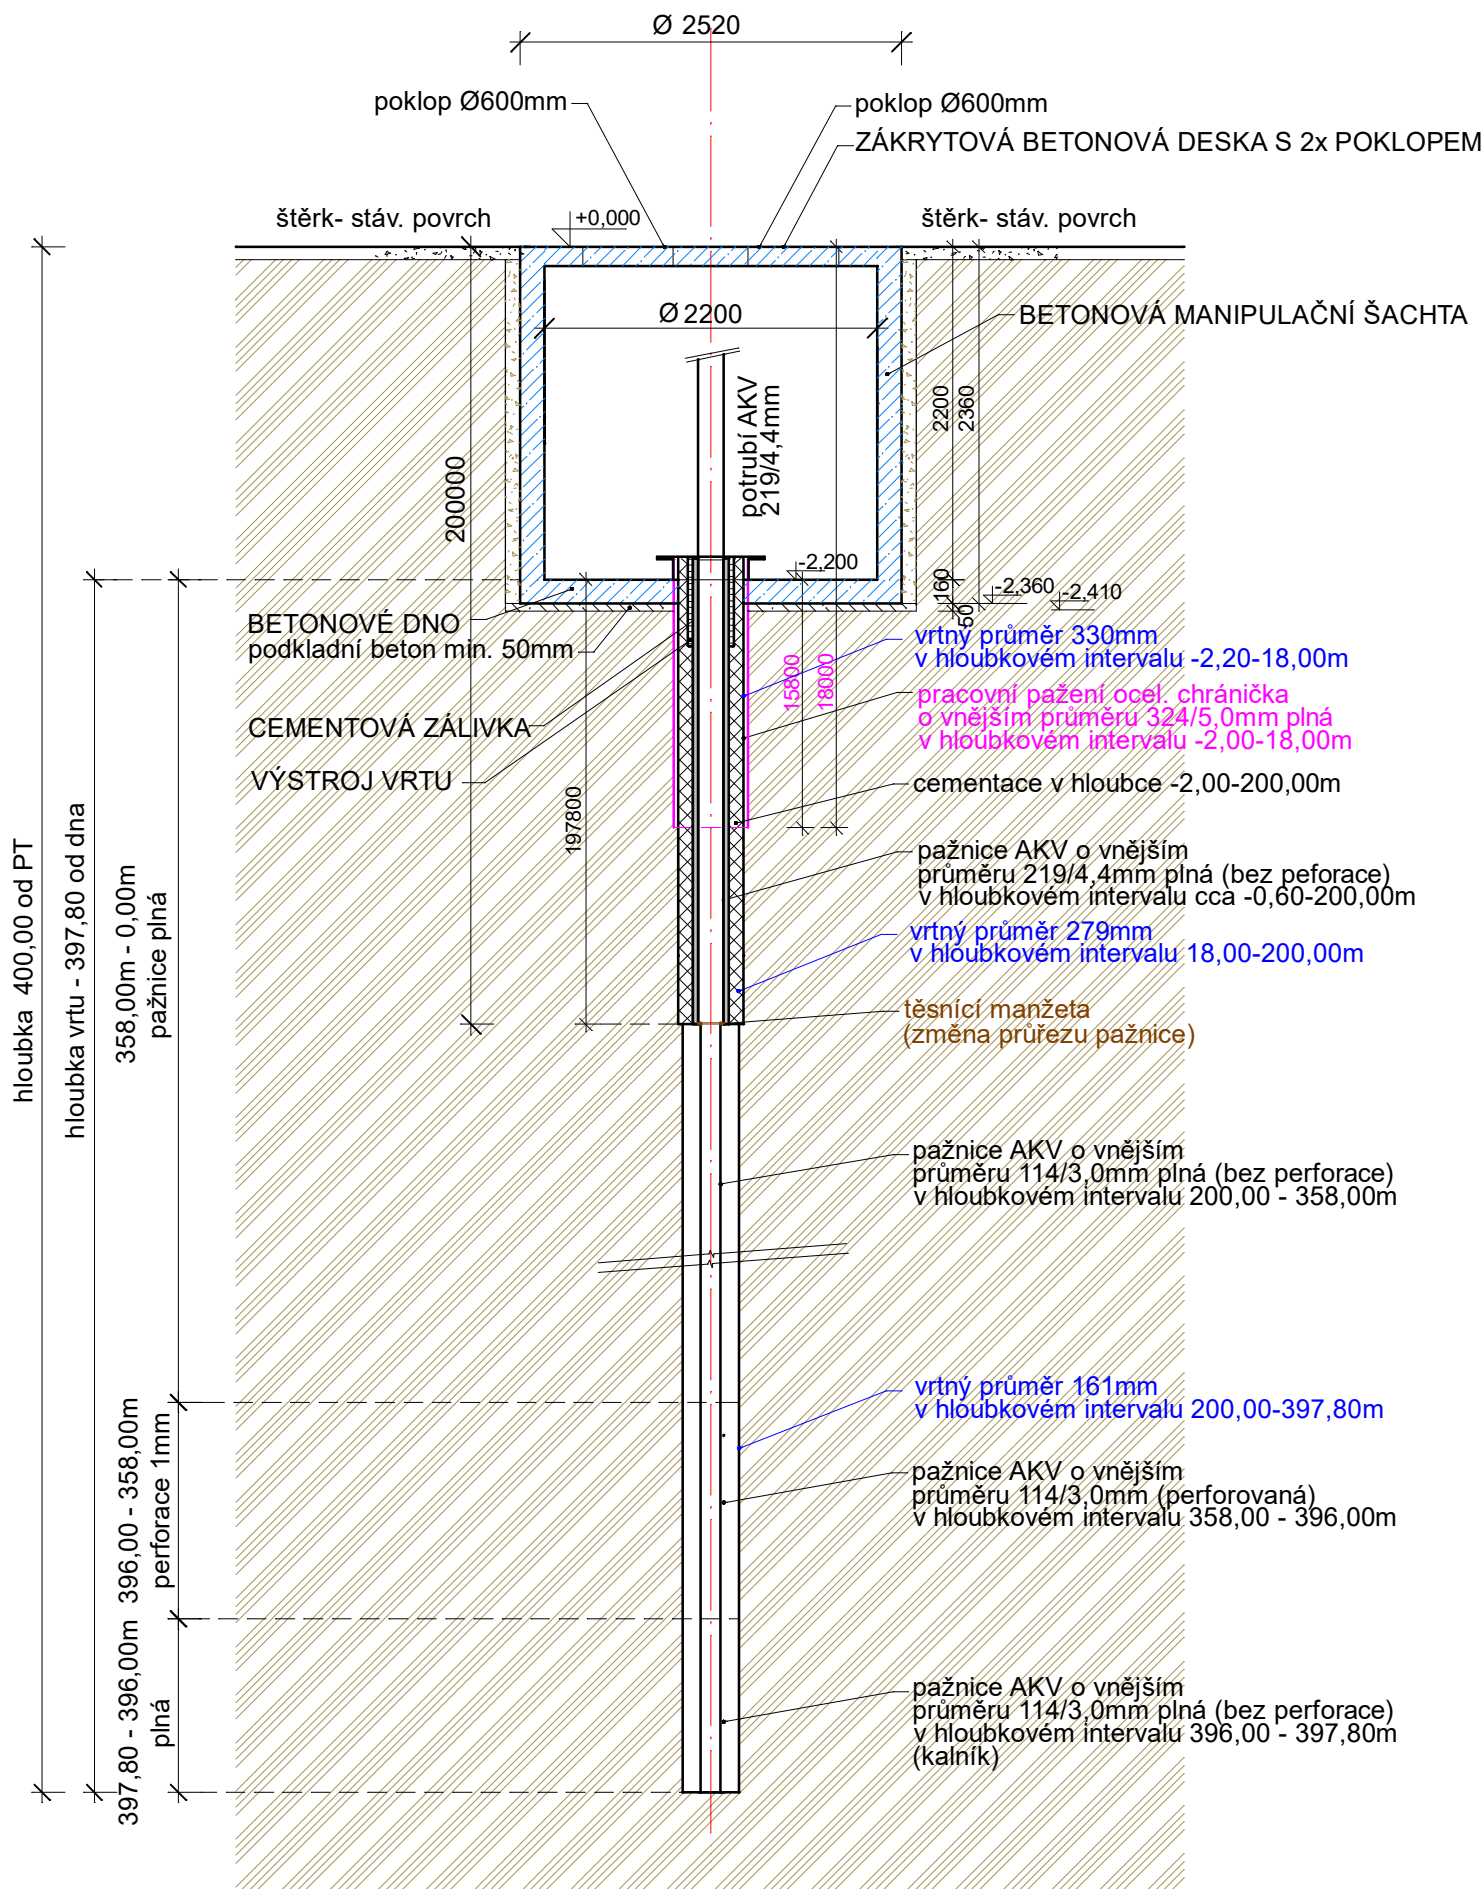 Ø 2520
poklop Ø600mm
poklop Ø600mm
ZÁKRYTOVÁ BETONOVÁ DESKA S 2x POKLOPEM
štěrk- stáv. povrch
+0,000
štěrk- stáv. povrch
Ø 2200
BETONOVÁ MANIPULAČNÍ ŠACHTA
2200
2360
potrubí AKV
219/4,4mm
200000
-2,200
160
-2,360
-2,410
50
BETONOVÉ DNO
podkladní beton min. 50mm
vrtný průměr 330mm
v hloubkovém intervalu -2,20-18,00m
15800
18000
pracovní pažení ocel. chránička
o vnějším průměru 324/5,0mm plná
v hloubkovém intervalu -2,00-18,00m
CEMENTOVÁ ZÁLIVKA
VÝSTROJ VRTU
cementace v hloubce -2,00-200,00m
197800
pažnice AKV o vnějším
průměru 219/4,4mm plná (bez peforace)
v hloubkovém intervalu cca -0,60-200,00m
vrtný průměr 279mm
v hloubkovém intervalu 18,00-200,00m
těsnící manžeta
(změna průřezu pažnice)
hloubka  400,00 od PT
hloubka vrtu - 397,80 od dna
358,00m - 0,00m
pažnice plná
pažnice AKV o vnějším
průměru 114/3,0mm plná (bez perforace)
v hloubkovém intervalu 200,00 - 358,00m
vrtný průměr 161mm
v hloubkovém intervalu 200,00-397,80m
396,00 - 358,00m
perforace 1mm
pažnice AKV o vnějším
průměru 114/3,0mm (perforovaná)
v hloubkovém intervalu 358,00 - 396,00m
397,80 - 396,00m
plná
pažnice AKV o vnějším
průměru 114/3,0mm plná (bez perforace)
v hloubkovém intervalu 396,00 - 397,80m
(kalník)